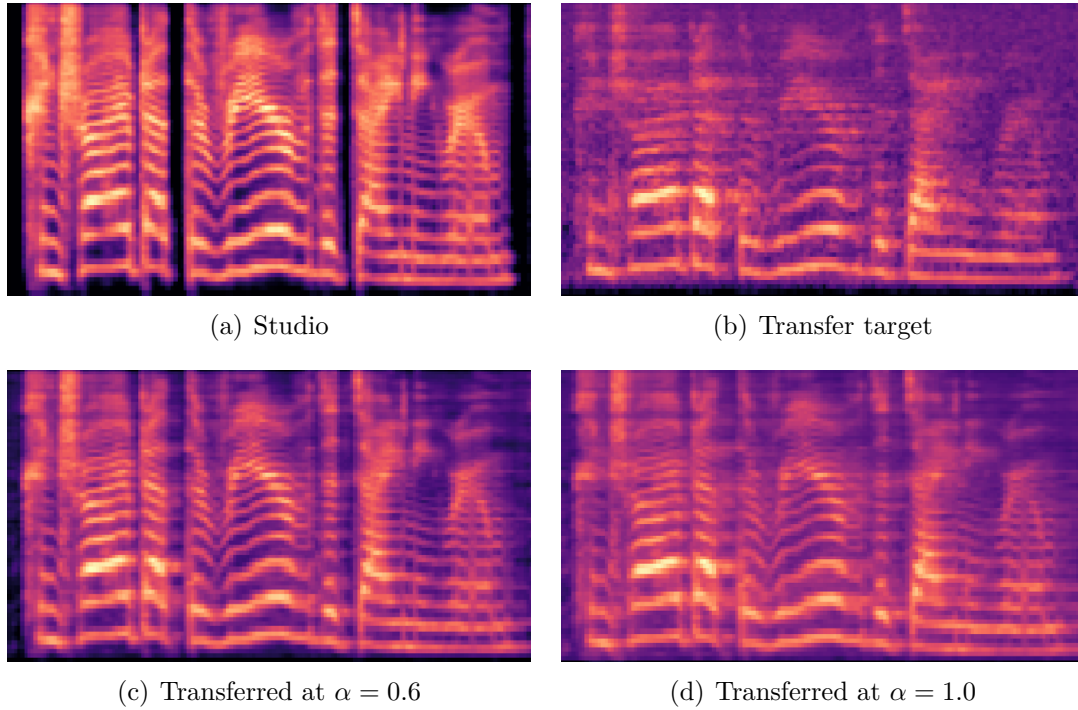 (a) Studio
(b) Transfer target
(c) Transferred at α = 0.6
(d) Transferred at α = 1.0